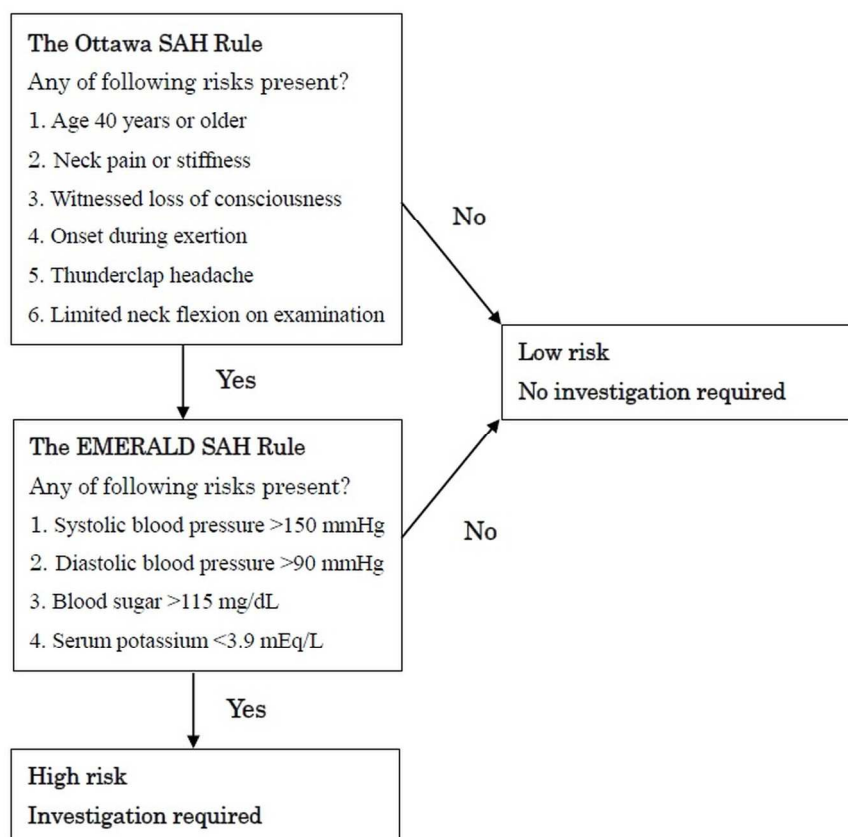 The Ottawa SAH Rule
Any of following risks present?
1. Age 40 years or older
2. Neck pain or stiffness
3. Witnessed loss of consciousness
4. Onset during exertion
5. Thunderclap headache
6. Limited neck flexion on examination
No
Yes
Low risk
No investigation required
The EMERALD SAH Rule
Any of following risks present?
1. Systolic blood pressure >150 mmHg
2. Diastolic blood pressure >90 mmHg
3. Blood sugar >115 mg/dL
4. Serum potassium <3.9 mEq/L
No
Yes
High risk
Investigation required